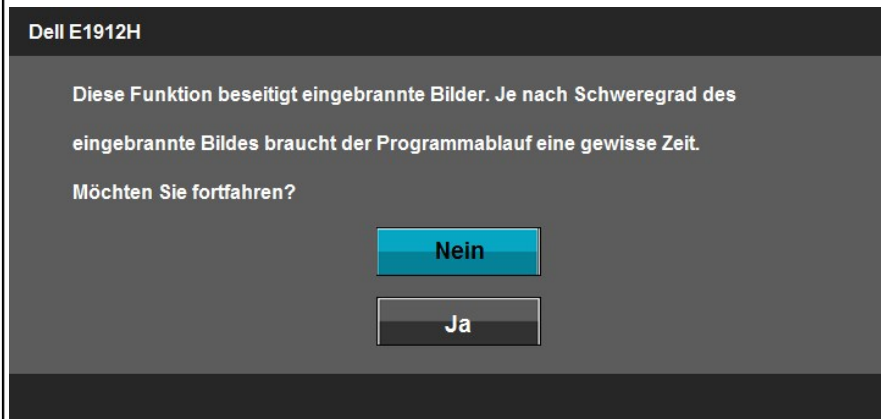 Dell E1912H
Diese Funktion beseitigt eingebrannte Bilder. Je nach Schweregrad des
eingebrannte Bildes braucht der Programmablauf eine gewisse Zeit.
Möchten Sie fortfahren?
Nein
Ja